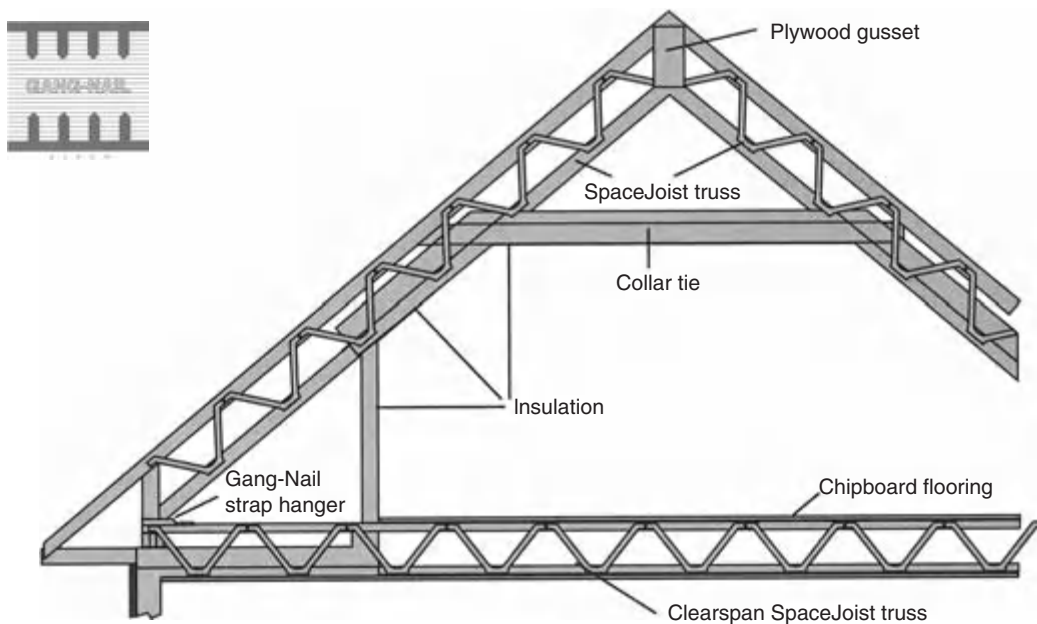 GANG-NAIL
Plywood gusset
SpaceJoist truss
Collar tie
Insulation
Gang-Nail
strap hanger
Chipboard flooring
Clearspan SpaceJoist truss